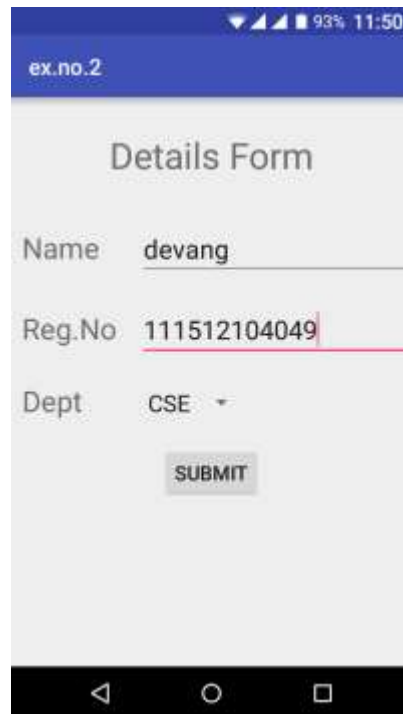 93% 11:50
ex.no.2
Details Form
Name devang
Reg.No 111512104049
Dept CSE
SUBMIT